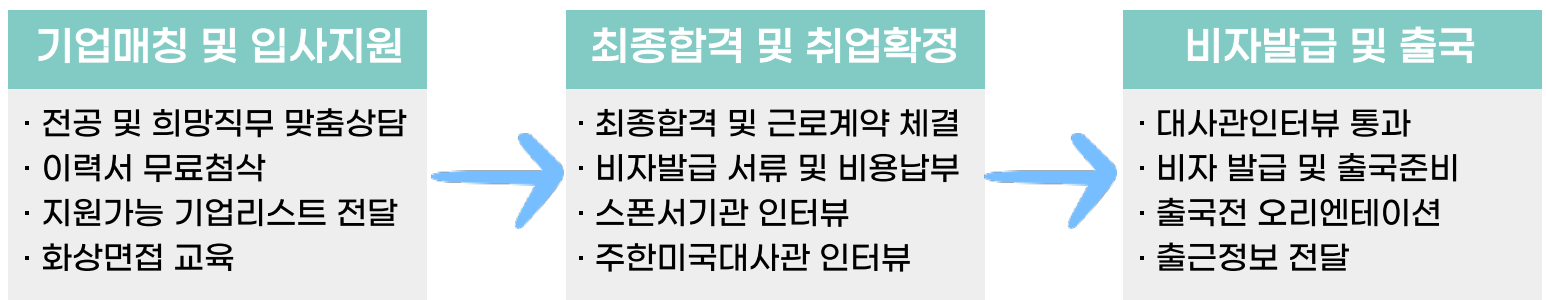 기업매칭 및 입사지원
· 전공 및 희망직무 맞춤상담
· 이력서 무료첨삭
· 지원가능 기업리스트 전달
· 화상면접 교육
최종합격 및 취업확정
· 최종합격 및 근로계약 체결
· 비자발급 서류 및 비용납부
· 스폰서기관 인터뷰
· 주한미국대사관 인터뷰
비자발급 및 출국
· 대사관인터뷰 통과
· 비자 발급 및 출국준비
· 출국전 오리엔테이션
· 출근정보 전달